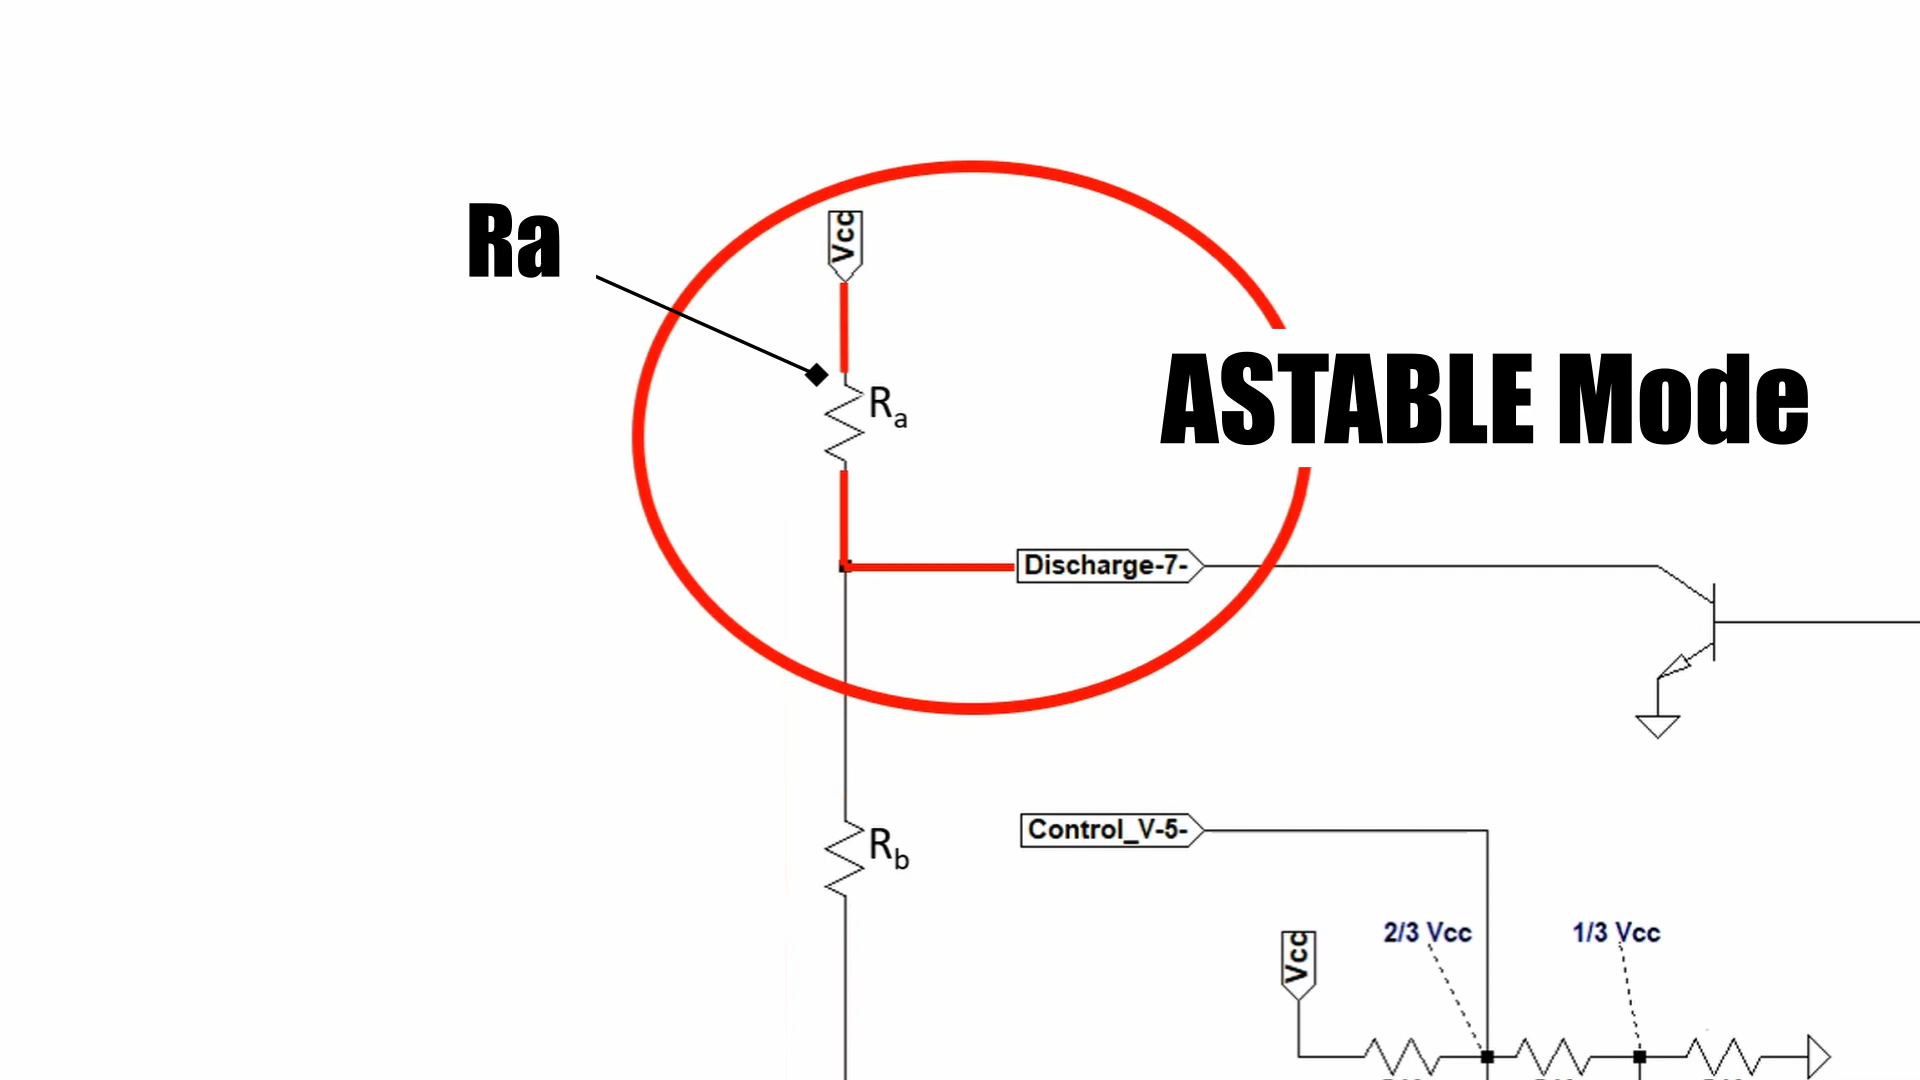 Ra
Vcc
Ra
ASTABLE Mode
Discharge-7-
Control_V-5-
Rb
Vcc
2/3 Vcc
1/3 Vcc